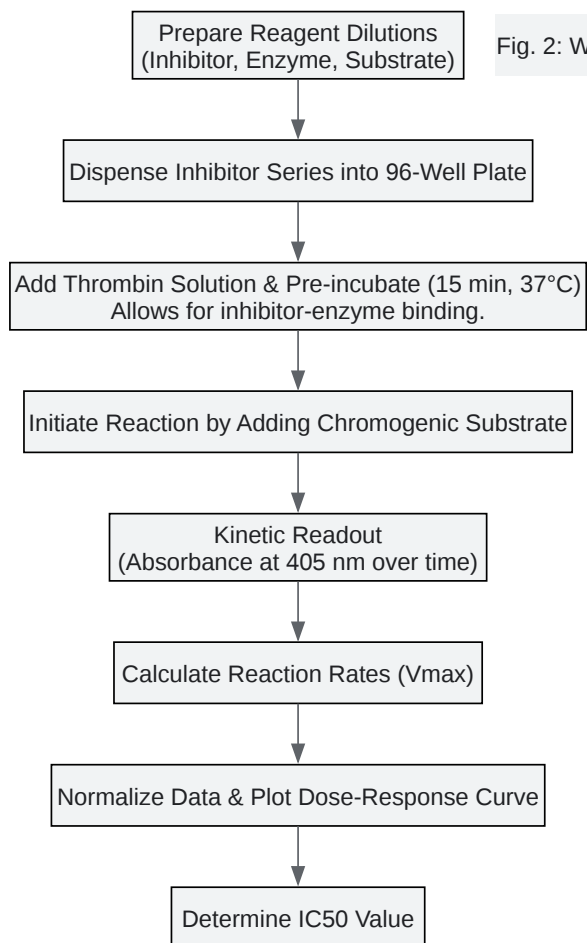 Prepare Reagent Dilutions
(Inhibitor, Enzyme, Substrate)
Fig. 2: W
Dispense Inhibitor Series into 96-Well Plate
Add Thrombin Solution & Pre-incubate (15 min, 37°C)
Allows for inhibitor-enzyme binding.
Initiate Reaction by Adding Chromogenic Substrate
Kinetic Readout
(Absorbance at 405 nm over time)
Calculate Reaction Rates (Vmax)
Normalize Data & Plot Dose-Response Curve
Determine IC50 Value